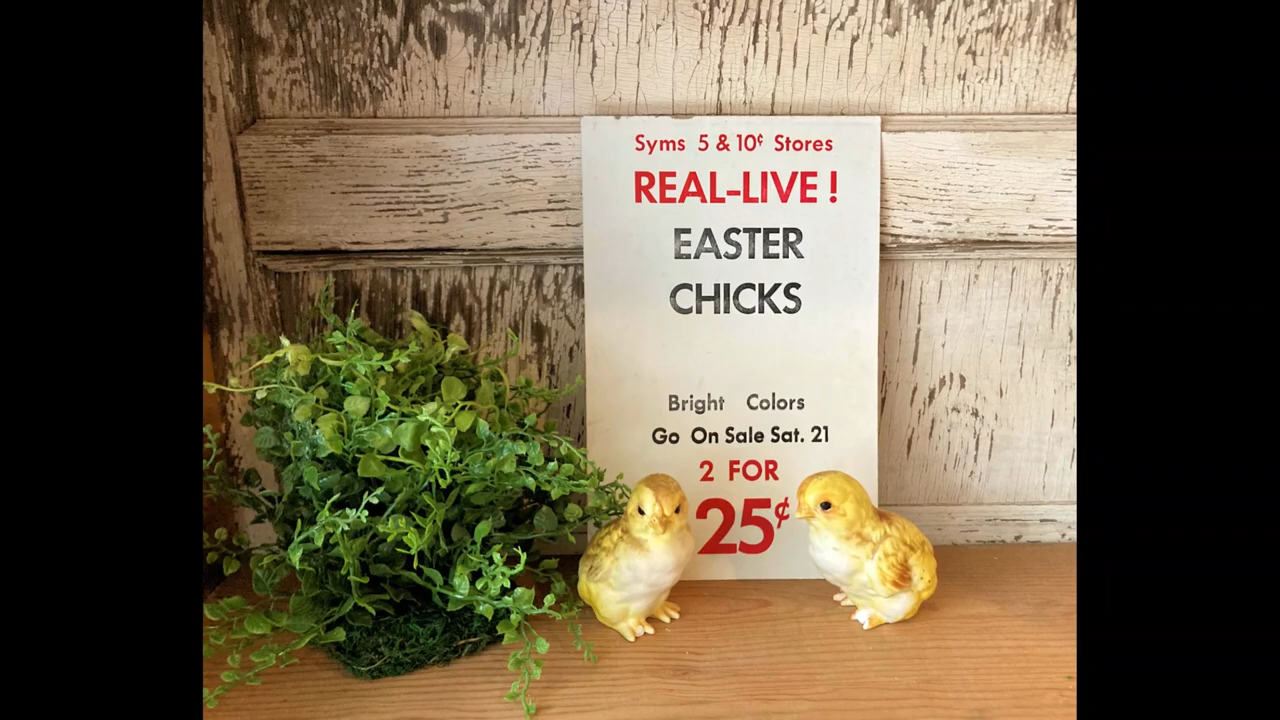 Syms 5 & 10¢ Stores
REAL-LIVE!
EASTER
CHICKS
Bright Colors
Go On Sale Sat. 21
2 FOR
25¢